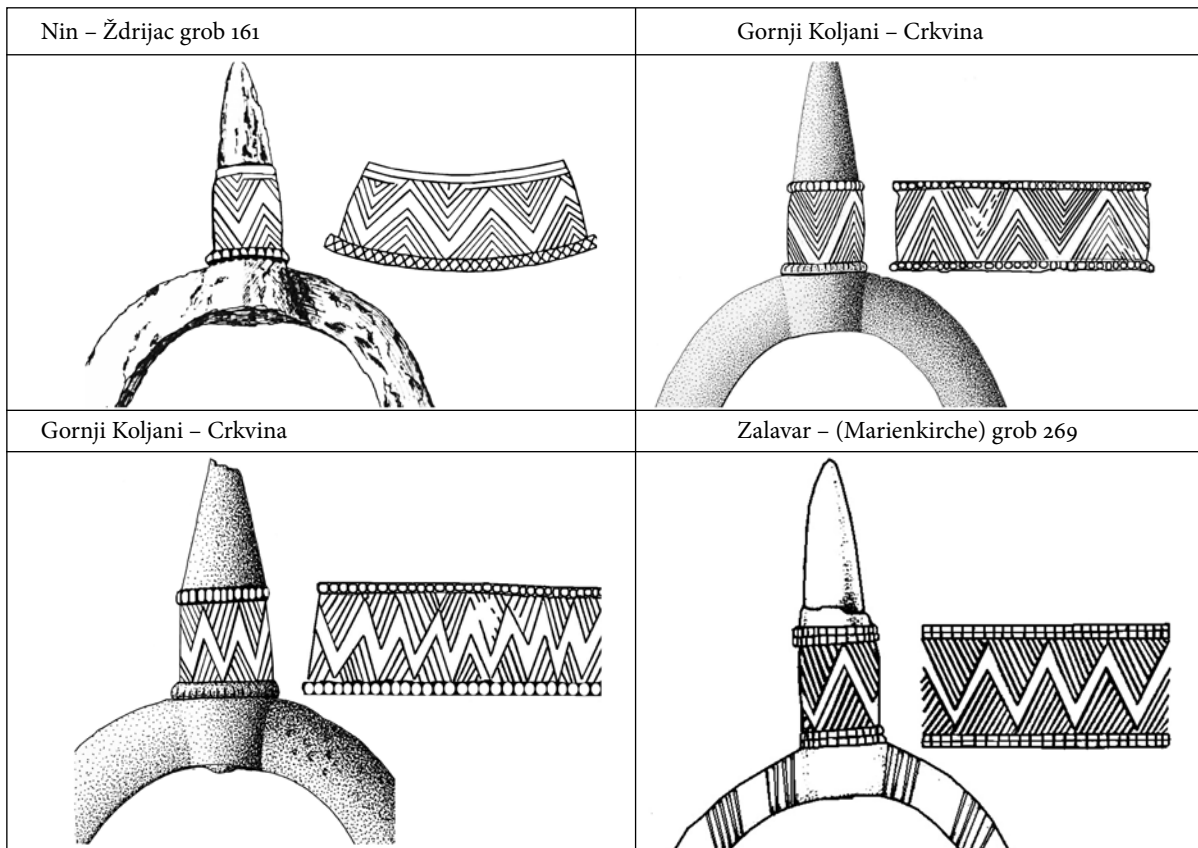 Nin – Ždrijac grob 161
Gornji Koljani – Crkvina
Gornji Koljani – Crkvina
Zalavar – (Marienkirche) grob 269